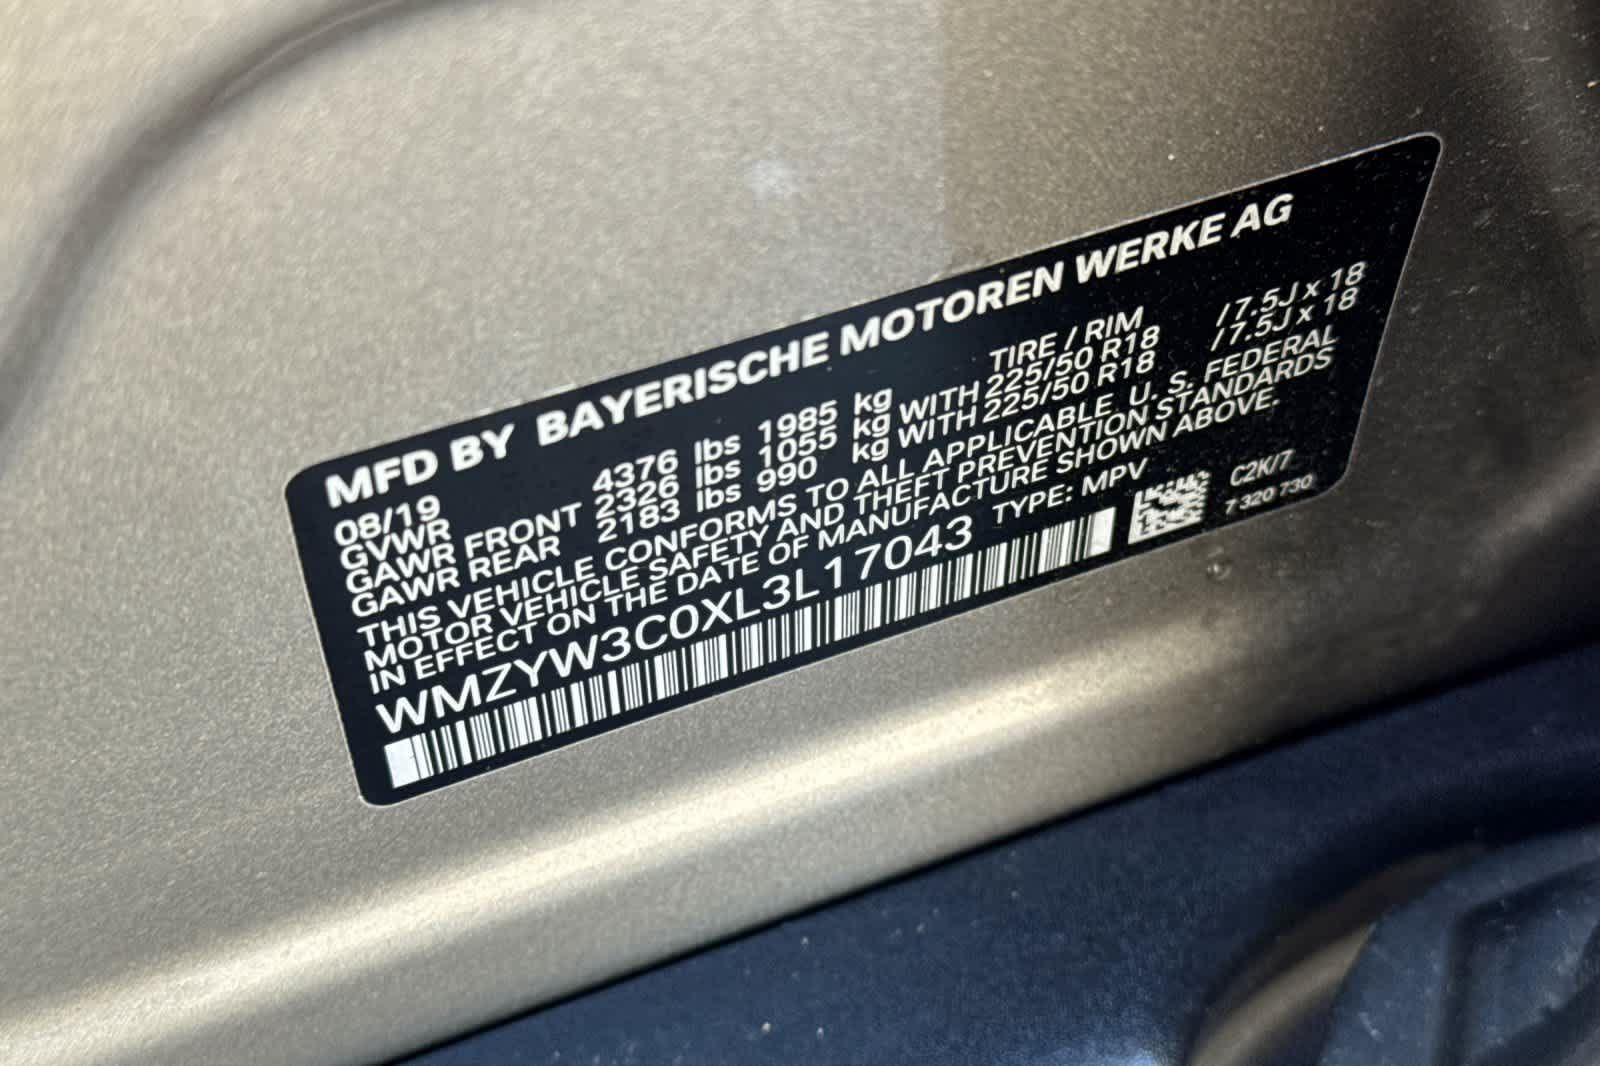 MFD BY BAYERISCHE MOTOREN WERKE AG
08/19 TIRE / RIM
GVWR 4376 lbs 1985 kg
GAWR FRONT 2326 lbs 1055 kg WITH 225/50 R18 / 7.5J x 18
GAWR REAR 2183 lbs 990 kg WITH 225/50 R18 / 7.5J x 18
THIS VEHICLE CONFORMS TO ALL APPLICABLE U. S. FEDERAL
MOTOR VEHICLE SAFETY AND THEFT PREVENTION STANDARDS
IN EFFECT ON THE DATE OF MANUFACTURE SHOWN ABOVE.
WMZYW3C0XL3L17043 TYPE: MPV
C2K/7
7 320 730